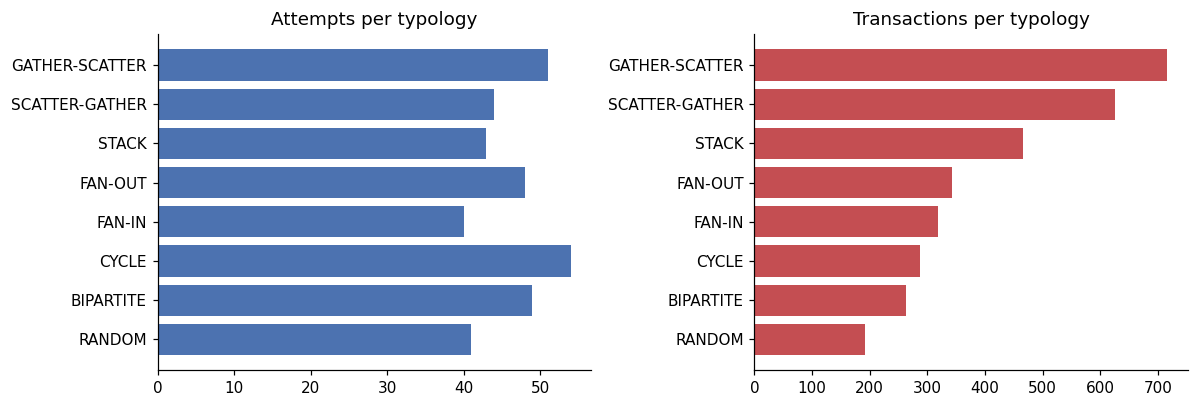 Attempts per typology
GATHER-SCATTER
SCATTER-GATHER
STACK
FAN-OUT
FAN-IN
CYCLE
BIPARTITE
RANDOM
0 10 20 30 40 50
Transactions per typology
GATHER-SCATTER
SCATTER-GATHER
STACK
FAN-OUT
FAN-IN
CYCLE
BIPARTITE
RANDOM
0 100 200 300 400 500 600 700